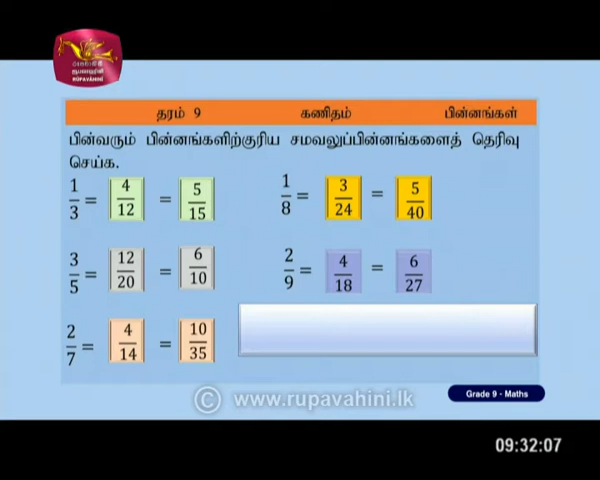 රූපවාහිනී
ரூபவாஹினி
RUPAVAHINI
தரம் 9 கணிதம் பின்னங்கள்
பின்வரும் பின்னங்களிற்குரிய சமவலுப்பின்னங்களைத் தெரிவு
செய்க.
1/3 = 4/12 = 5/15 1/8 = 3/24 = 5/40
3/5 = 12/20 = 6/10 2/9 = 4/18 = 6/27
2/7 = 4/14 = 10/35
© www.rupavahini.lk
Grade 9 - Maths
09:32:07